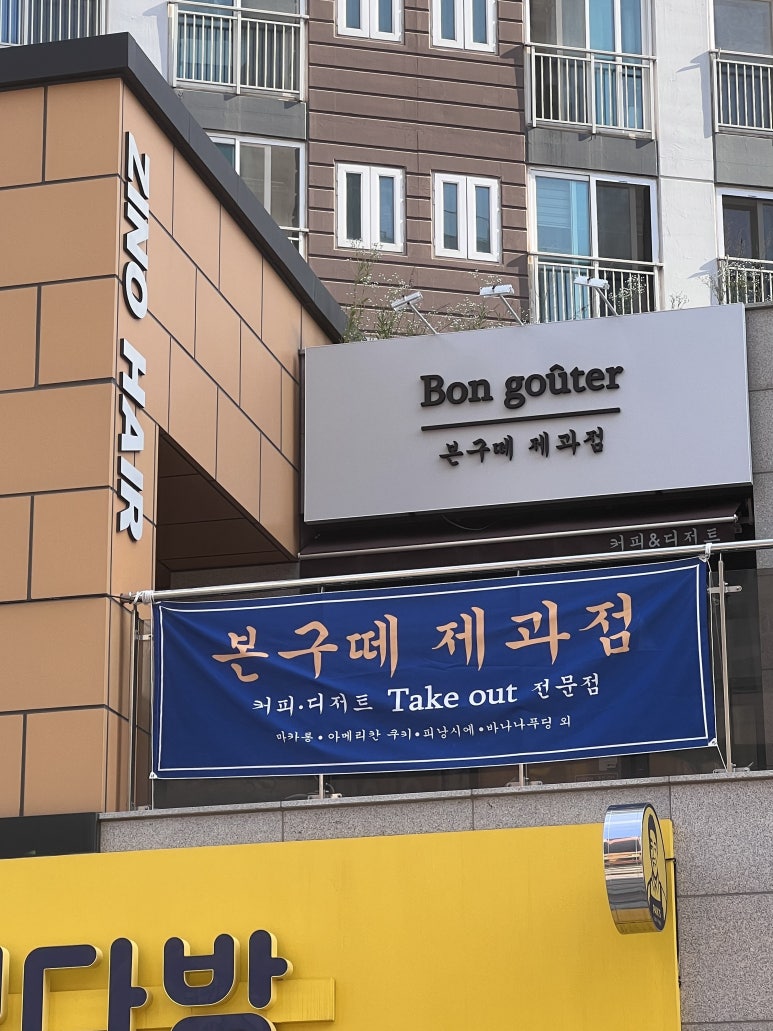 ZINO HAIR
Bon goûter
본구떼 제과점
커피&디저트
본구떼 제과점
커피·디저트 Take out 전문점
마카롱•아메리칸 쿠키•피낭시에•바나나푸딩 외
다방